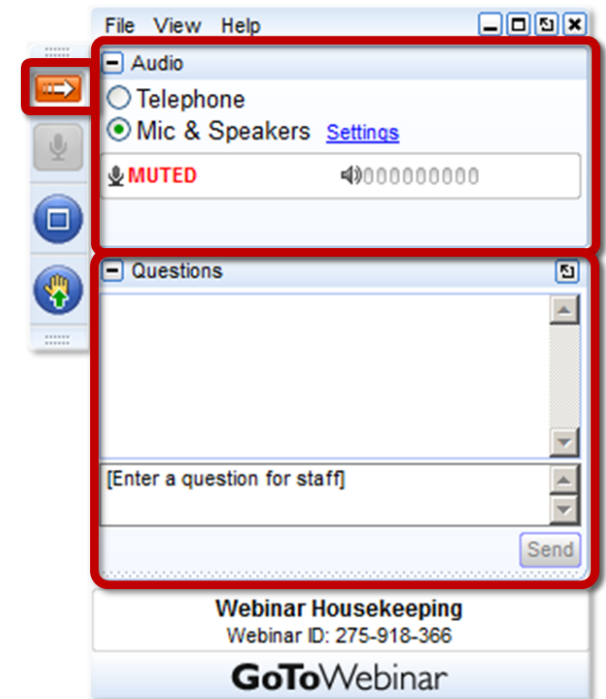 File View Help
Audio
Telephone
Mic & Speakers Settings
MUTED 000000000
Questions
[Enter a question for staff]
Send
Webinar Housekeeping
Webinar ID: 275-918-366
GoToWebinar